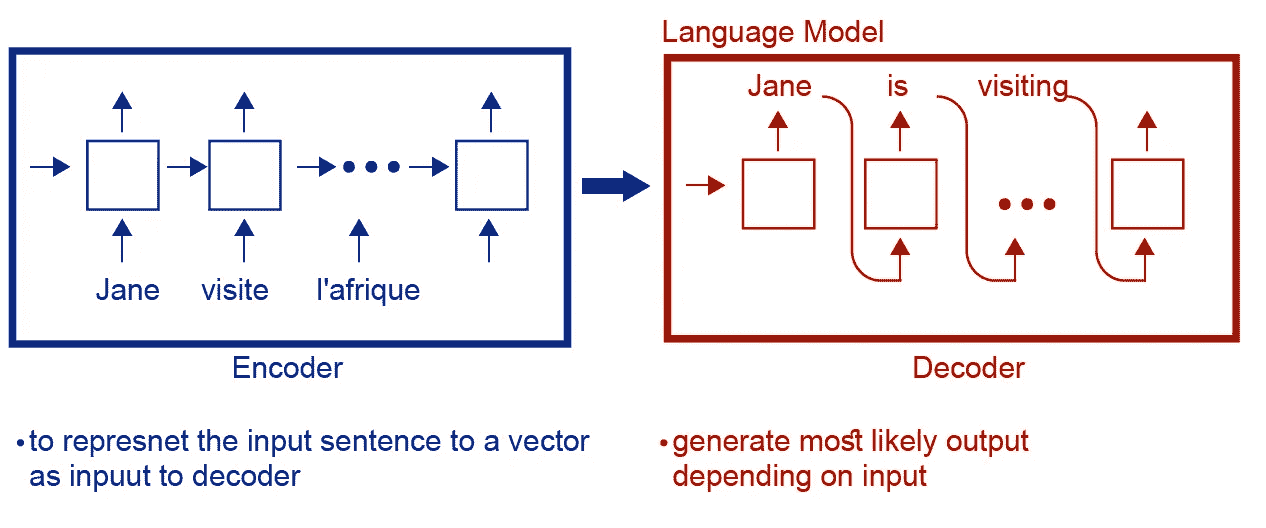 Language Model
Jane is visiting
Jane visite l'afrique
Encoder
Decoder
•to represnet the input sentence to a vector
as inpuut to decoder
•generate most likely output
depending on input